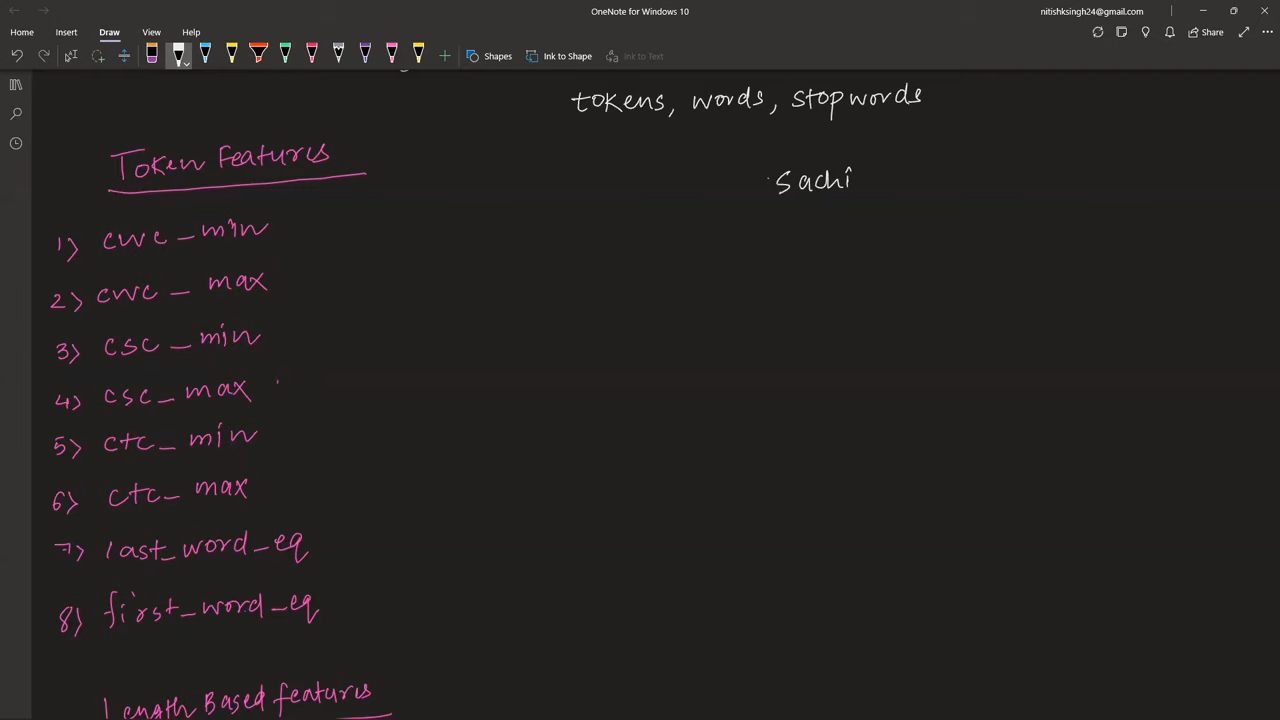 OneNote for Windows 10
nitishksingh24@gmail.com
Home Insert Draw View Help
Share
Shapes Ink to Shape Ink to Text
tokens, words, stopwords
Token Features
Sachi
1) cwc_min
2) cwc_max
3) csc_min
4) csc_max
5) ctc_min
6) ctc_max
7) last_word_eq
8) first_word_eq
Length Based features